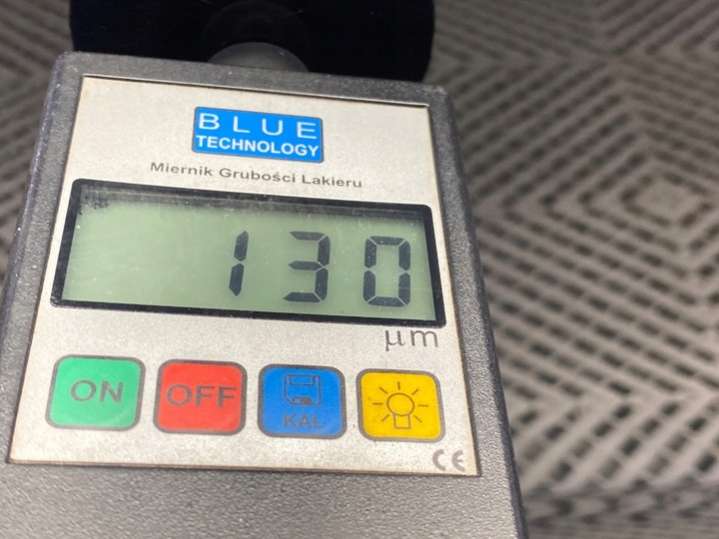 BLUE
TECHNOLOGY
Miernik Grubości Lakieru
130
µm
ON
OFF
KAL
CE